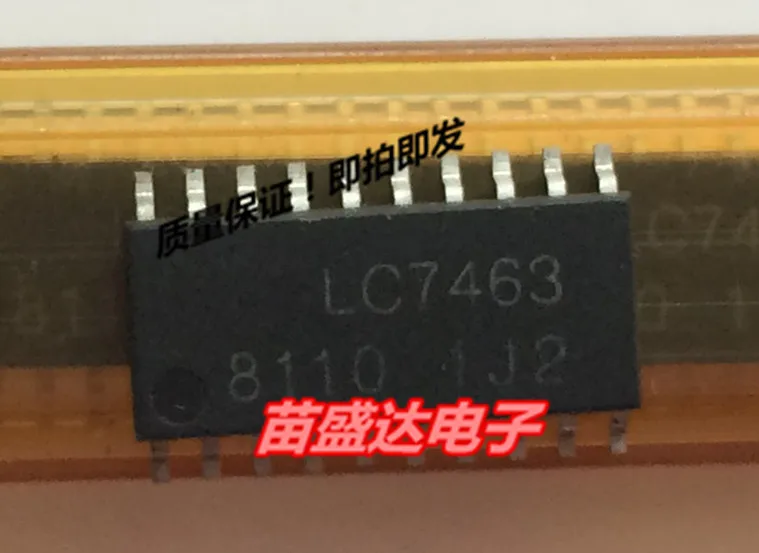 质量保证！即拍即发
LC7463
8110 1J2
苗盛达电子